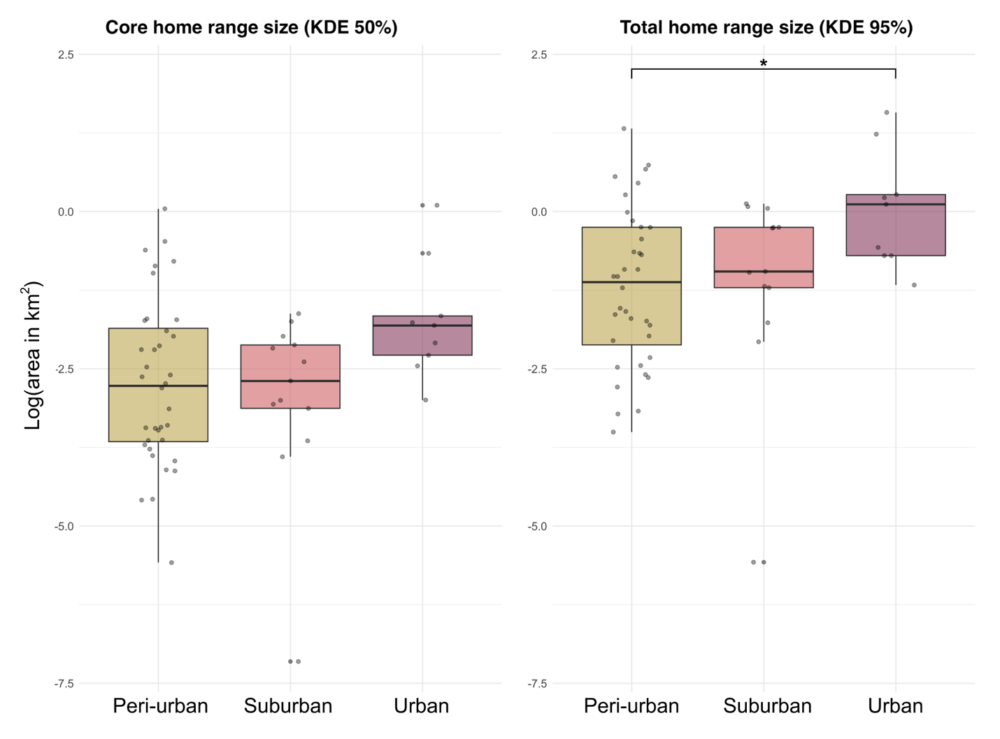 Core home range size (KDE 50%)
Total home range size (KDE 95%)
Log(area in km²)
2.5
0.0
-2.5
-5.0
-7.5
Peri-urban
Suburban
Urban
2.5
0.0
-2.5
-5.0
-7.5
*
Peri-urban
Suburban
Urban